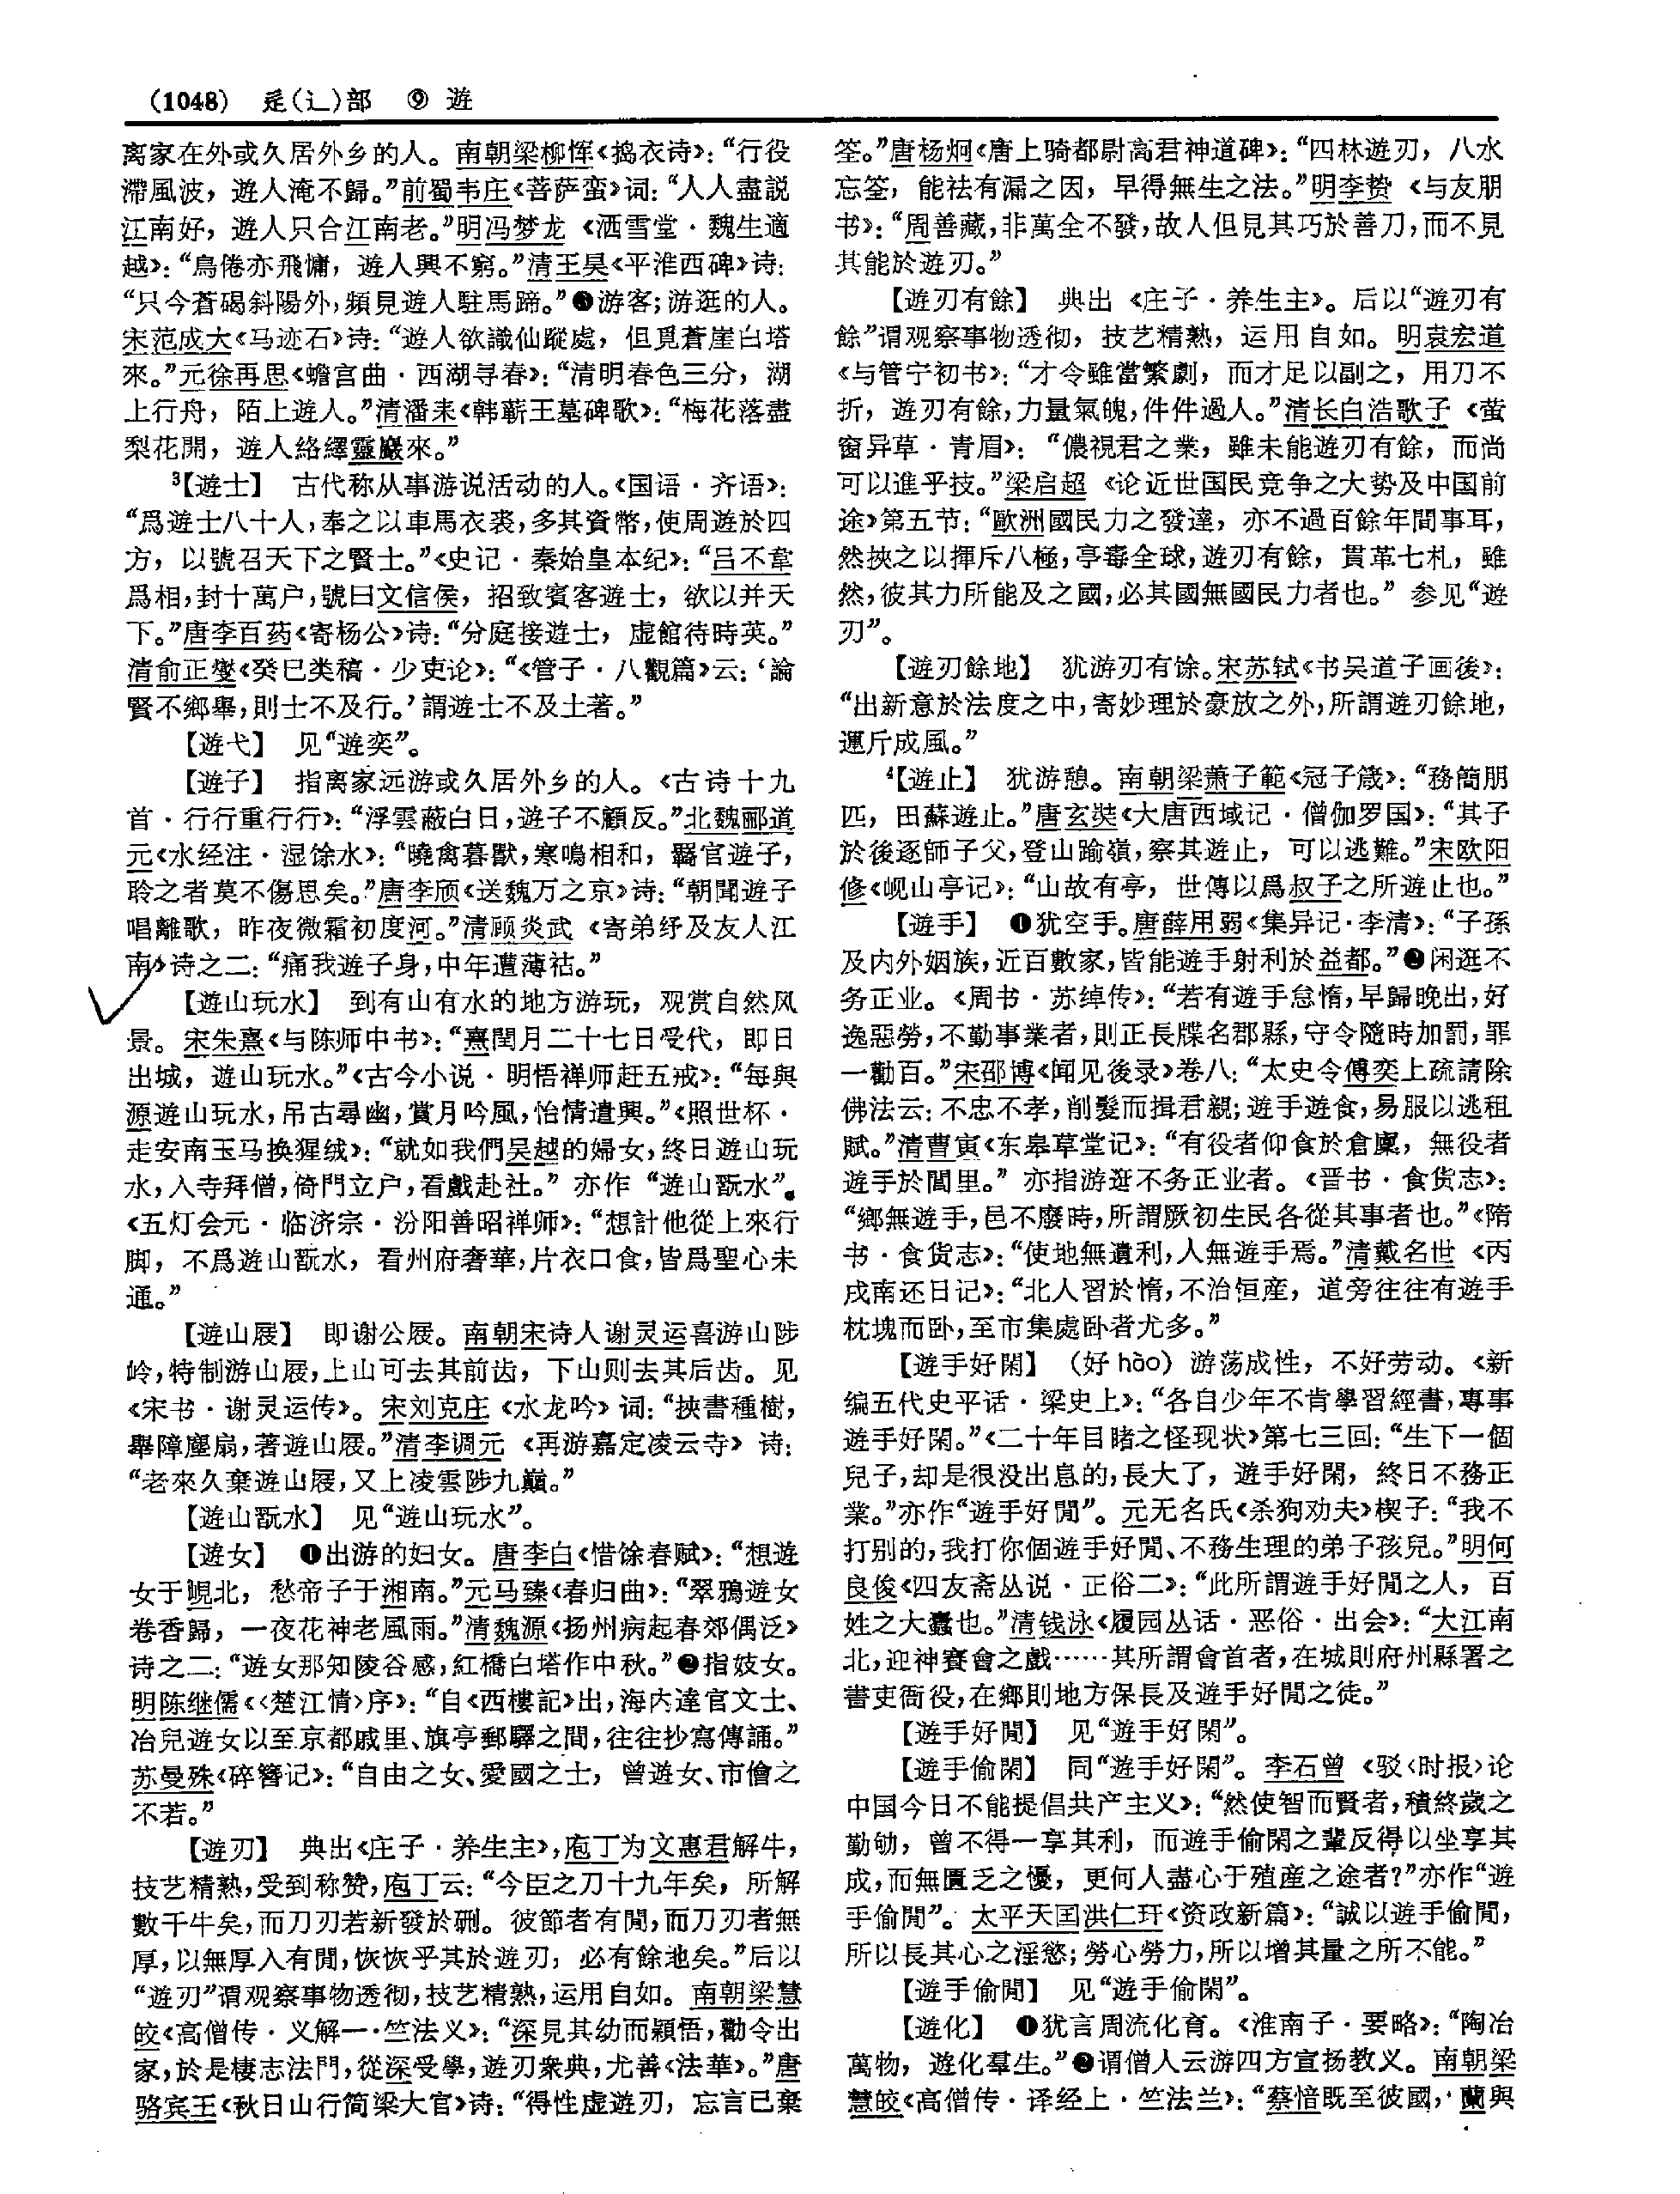 (1048) 辵(辶)部 ⑨ 遊
离家在外或久居外乡的人。南朝梁柳恽《捣衣诗》：“行役
滯風波，遊人淹不歸。”前蜀韦庄《菩萨蛮》词：“人人盡説
江南好，遊人只合江南老。”明冯梦龙《洒雪堂·魏生適
越》：“鳥倦亦飛慵，遊人興不窮。”清王昊《平淮西碑》诗：
“只今蒼碣斜陽外，頻見遊人駐馬蹄。”❸游客；游逛的人。
宋范成大《马迹石》诗：“遊人欲識仙蹤處，但覓蒼崖白塔
來。”元徐再思《蟾宫曲·西湖寻春》：“清明春色三分，湖
上行舟，陌上遊人。”清潘耒《韩蕲王墓碑歌》：“梅花落盡
梨花開，遊人絡繹靈巖來。”
³【遊士】 古代称从事游说活动的人。《国语·齐语》：
“爲遊士八十人，奉之以車馬衣裘，多其資幣，使周遊於四
方，以號召天下之賢士。”《史记·秦始皇本纪》：“吕不韋
爲相，封十萬户，號曰文信侯，招致賓客遊士，欲以并天
下。”唐李百药《寄杨公》诗：“分庭接遊士，虚館待時英。”
清俞正燮《癸巳类稿·少吏论》：“《管子·八觀篇》云：‘論
賢不鄉舉，則士不及行。’謂遊士不及土著。”
【遊弋】 见“遊奕”。
【遊子】 指离家远游或久居外乡的人。《古诗十九
首·行行重行行》：“浮雲蔽白日，遊子不顧反。”北魏郦道
元《水经注·湿馀水》：“曉禽暮獸，寒鳴相和，羈官遊子，
聆之者莫不傷思矣。”唐李颀《送魏万之京》诗：“朝聞遊子
唱離歌，昨夜微霜初度河。”清顾炎武《寄弟纾及友人江
南》诗之二：“痛我遊子身，中年遭薄祜。”
【遊山玩水】 到有山有水的地方游玩，观赏自然风
景。宋朱熹《与陈师中书》：“熹閏月二十七日受代，即日
出城，遊山玩水。”《古今小说·明悟禅师赶五戒》：“每與
源遊山玩水，吊古尋幽，賞月吟風，怡情遣興。”《照世杯·
走安南玉马换猩绒》：“就如我們吴越的婦女，終日遊山玩
水，入寺拜僧，倚門立户，看戲赴社。”亦作“遊山翫水”。
《五灯会元·临济宗·汾阳善昭禅师》：“想計他從上來行
脚，不爲遊山翫水，看州府奢華，片衣口食，皆爲聖心未
通。”
【遊山屐】 即谢公屐。南朝宋诗人谢灵运喜游山陟
岭，特制游山屐，上山可去其前齿，下山则去其后齿。见
《宋书·谢灵运传》。宋刘克庄《水龙吟》词：“挾書種樹，
舉障塵扇，著遊山屐。”清李调元《再游嘉定凌云寺》诗：
“老來久棄遊山屐，又上凌雲陟九巔。”
【遊山翫水】 见“遊山玩水”。
【遊女】 ❶出游的妇女。唐李白《惜馀春赋》：“想遊
女于峴北，愁帝子于湘南。”元马臻《春归曲》：“翠鴉遊女
卷香歸，一夜花神老風雨。”清魏源《扬州病起春郊偶泛》
诗之二：“遊女那知陵谷感，紅橋白塔作中秋。”❷指妓女。
明陈继儒《〈楚江情〉序》：“自《西樓記》出，海内達官文士、
冶兒遊女以至京都戚里、旗亭郵驛之間，往往抄寫傳誦。”
苏曼殊《碎簪记》：“自由之女、愛國之士，曾遊女、市儈之
不若。”
【遊刃】 典出《庄子·养生主》，庖丁为文惠君解牛，
技艺精熟，受到称赞，庖丁云：“今臣之刀十九年矣，所解
數千牛矣，而刀刃若新發於硎。彼節者有間，而刀刃者無
厚，以無厚入有間，恢恢乎其於遊刃，必有餘地矣。”后以
“遊刃”谓观察事物透彻，技艺精熟，运用自如。南朝梁慧
皎《高僧传·义解一·竺法义》：“深見其幼而穎悟，勸令出
家，於是棲志法門，從深受學，遊刃衆典，尤善《法華》。”唐
骆宾王《秋日山行简梁大官》诗：“得性虚遊刃，忘言已棄
筌。”唐杨炯《唐上骑都尉高君神道碑》：“四林遊刃，八水
忘筌，能祛有漏之因，早得無生之法。”明李贽《与友朋
书》：“周善藏，非萬全不發，故人但見其巧於善刀，而不見
其能於遊刃。”
【遊刃有餘】 典出《庄子·养生主》。后以“遊刃有
餘”谓观察事物透彻，技艺精熟，运用自如。明袁宏道
《与管宁初书》：“才令雖當繁劇，而才足以副之，用刀不
折，遊刃有餘，力量氣魄，件件過人。”清长白浩歌子《萤
窗异草·青眉》：“儂視君之業，雖未能遊刃有餘，而尚
可以進乎技。”梁启超《论近世国民竞争之大势及中国前
途》第五节：“歐洲國民力之發達，亦不過百餘年間事耳，
然挾之以揮斥八極，亭毒全球，遊刃有餘，貫革七札，雖
然，彼其力所能及之國，必其國無國民力者也。”参见“遊
刃”。
【遊刃餘地】 犹游刃有馀。宋苏轼《书吴道子画後》：
“出新意於法度之中，寄妙理於豪放之外，所謂遊刃餘地，
運斤成風。”
⁴【遊止】 犹游憩。南朝梁萧子範《冠子箴》：“務簡朋
匹，田蘇遊止。”唐玄奘《大唐西域记·僧伽罗国》：“其子
於後逐師子父，登山踰嶺，察其遊止，可以逃難。”宋欧阳
修《岘山亭记》：“山故有亭，世傳以爲叔子之所遊止也。”
【遊手】 ❶犹空手。唐薛用弱《集异记·李清》：“子孫
及内外姻族，近百數家，皆能遊手射利於益都。”❷闲逛不
务正业。《周书·苏绰传》：“若有遊手怠惰，早歸晚出，好
逸惡勞，不勤事業者，則正長牒名郡縣，守令隨時加罰，罪
一勸百。”宋邵博《闻见後录》卷八：“太史令傅奕上疏請除
佛法云：不忠不孝，削髮而揖君親；遊手遊食，易服以逃租
賦。”清曹寅《东皋草堂记》：“有役者仰食於倉廩，無役者
遊手於閭里。”亦指游逛不务正业者。《晋书·食货志》：
“鄉無遊手，邑不廢時，所謂厥初生民各從其事者也。”《隋
书·食货志》：“使地無遺利，人無遊手焉。”清戴名世《丙
戌南还日记》：“北人習於惰，不治恒産，道旁往往有遊手
枕塊而卧，至市集處卧者尤多。”
【遊手好閑】 （好hào）游荡成性，不好劳动。《新
编五代史平话·梁史上》：“各自少年不肯學習經書，專事
遊手好閑。”《二十年目睹之怪现状》第七三回：“生下一個
兒子，却是很没出息的，長大了，遊手好閑，終日不務正
業。”亦作“遊手好閒”。元无名氏《杀狗劝夫》楔子：“我不
打别的，我打你個遊手好閒、不務生理的弟子孩兒。”明何
良俊《四友斋丛说·正俗二》：“此所謂遊手好閒之人，百
姓之大蠹也。”清钱泳《履园丛话·恶俗·出会》：“大江南
北，迎神賽會之戲……其所謂會首者，在城則府州縣署之
書吏衙役，在鄉則地方保長及遊手好閒之徒。”
【遊手好閒】 见“遊手好閑”。
【遊手偷閑】 同“遊手好閑”。李石曾《驳〈时报〉论
中国今日不能提倡共产主义》：“然使智而賢者，積終歲之
勤劬，曾不得一享其利，而遊手偷閑之輩反得以坐享其
成，而無匱乏之憂，更何人盡心于殖産之途者？”亦作“遊
手偷閒”。太平天囯洪仁玕《资政新篇》：“誠以遊手偷閒，
所以長其心之淫慾；勞心勞力，所以增其量之所不能。”
【遊手偷閒】 见“遊手偷閑”。
【遊化】 ❶犹言周流化育。《淮南子·要略》：“陶冶
萬物，遊化羣生。”❷谓僧人云游四方宣扬教义。南朝梁
慧皎《高僧传·译经上·竺法兰》：“蔡愔既至彼國，蘭與